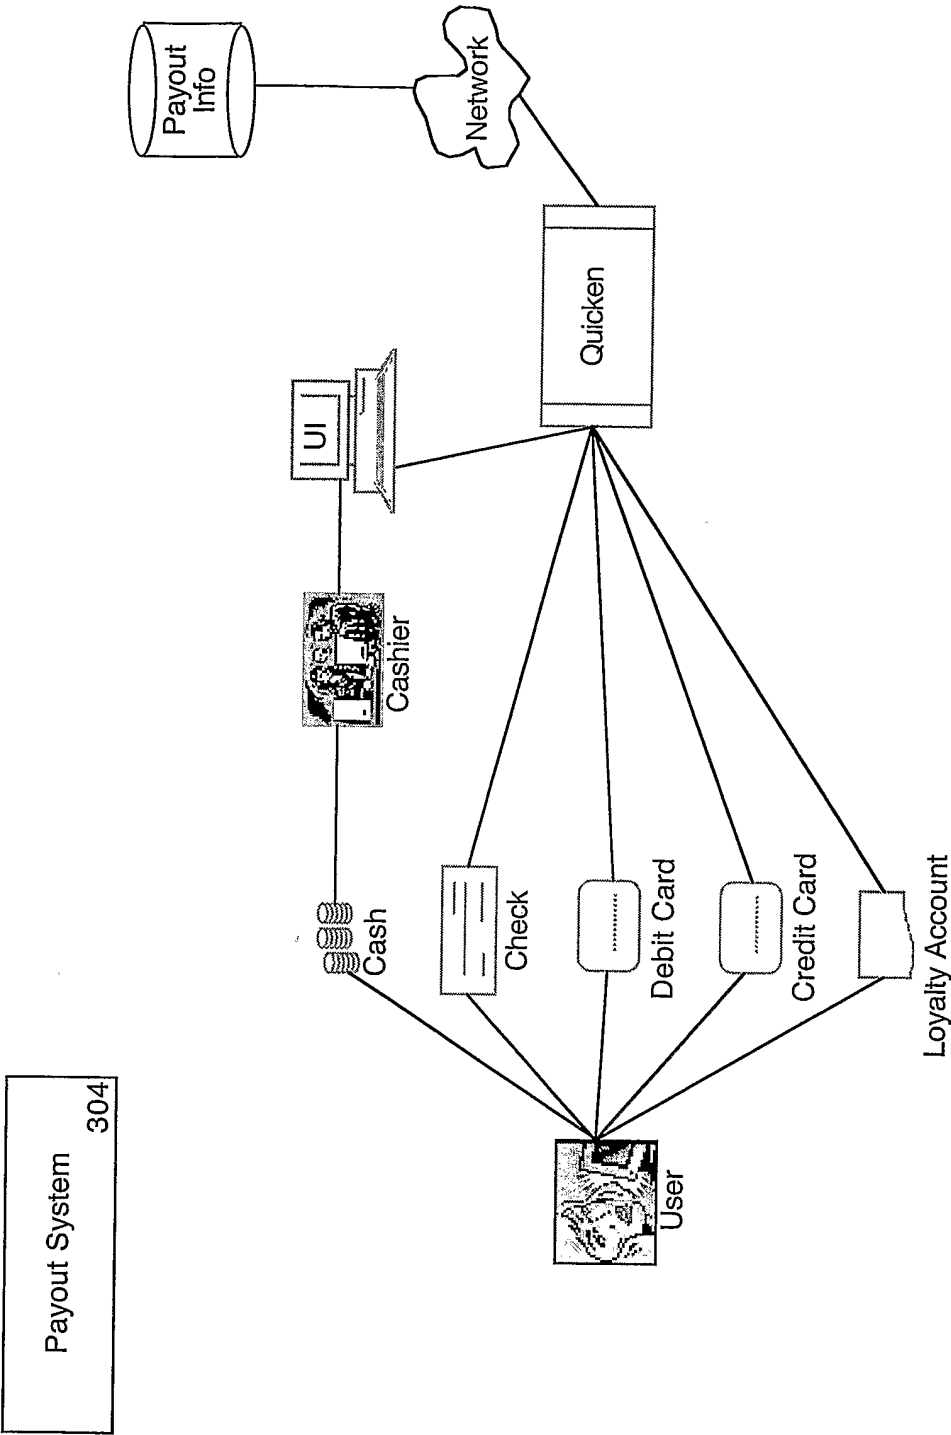 Payout System
304
User
Cash
Check
Debit Card
Credit Card
Loyalty Account
Cashier
UI
Quicken
Network
Payout
Info